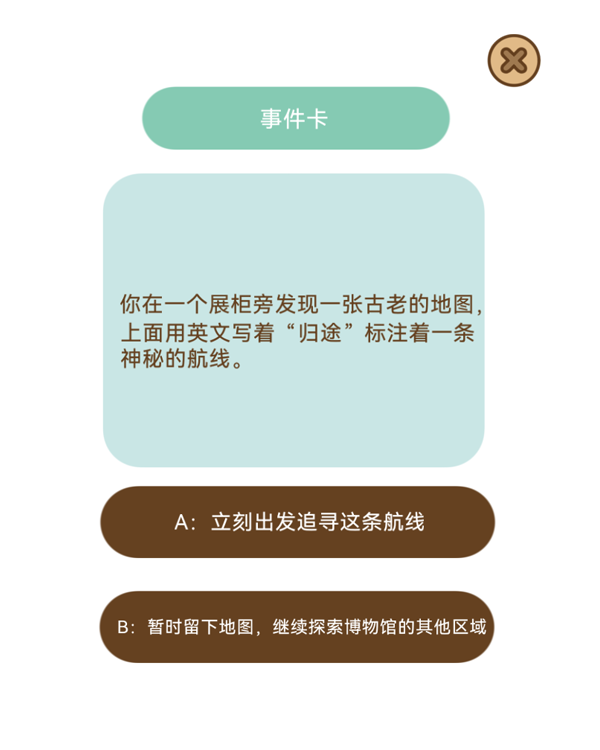 事件卡
你在一个展柜旁发现一张古老的地图，
上面用英文写着“归途”标注着一条
神秘的航线。
A：立刻出发追寻这条航线
B：暂时留下地图，继续探索博物馆的其他区域